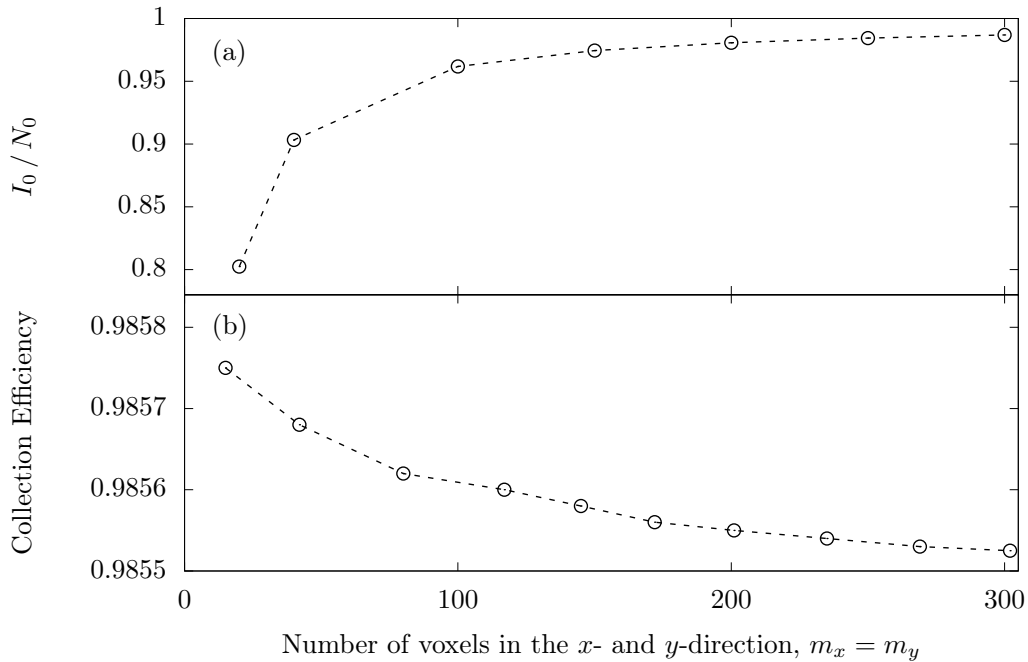 1
(a)
0.95
0.9
0.85
0.8
I₀ / N₀
0.9858
(b)
0.9857
0.9856
0.9855
Collection Efficiency
0 100 200 300
Number of voxels in the x- and y-direction, mₓ = m_y